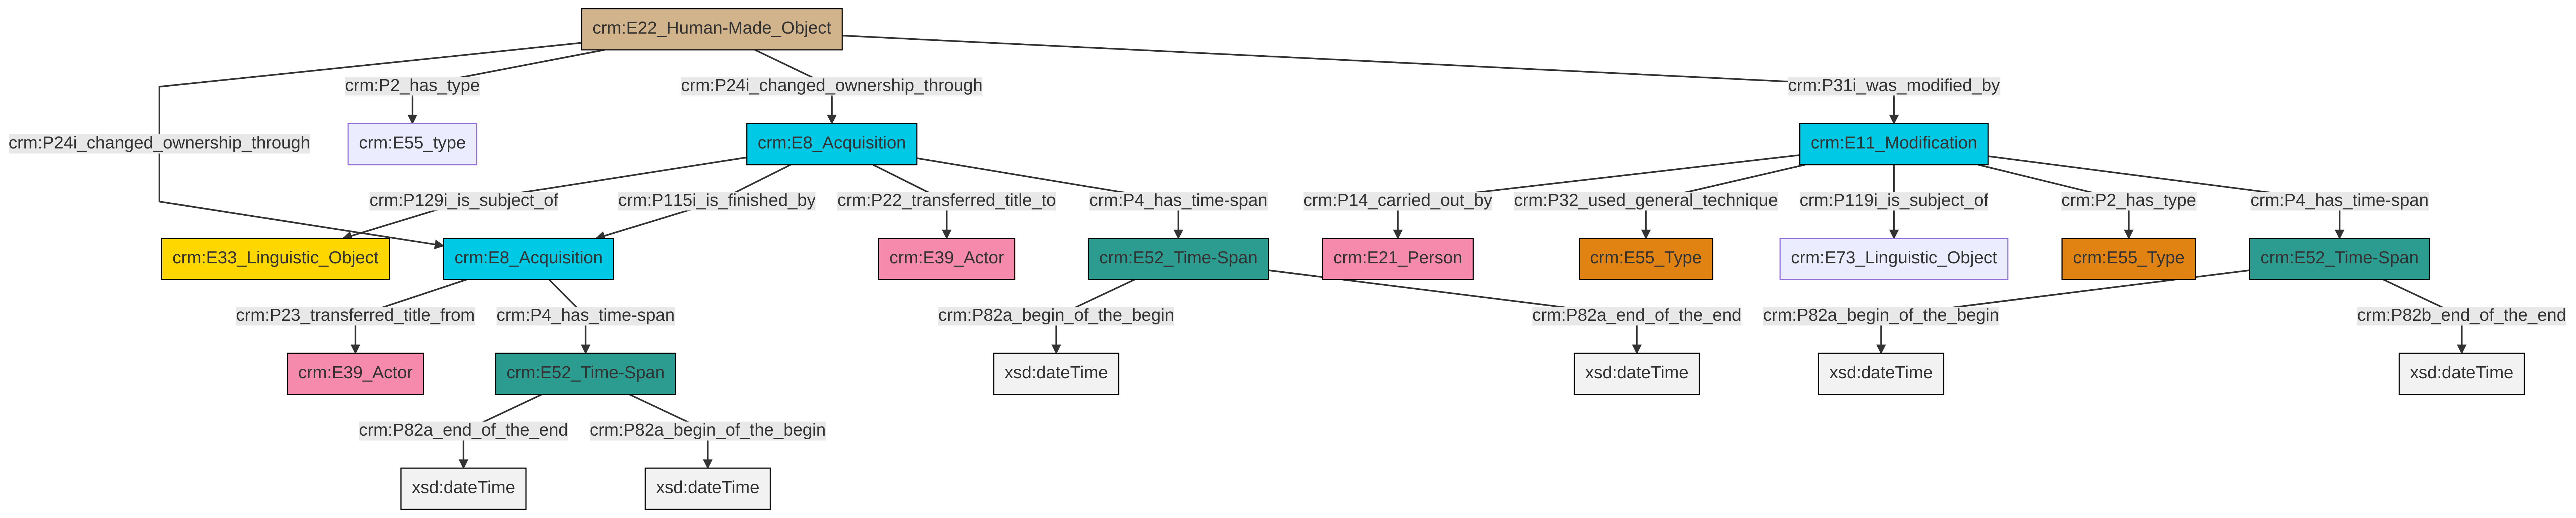 crm:E22_Human-Made_Object
crm:P2_has_type
crm:P24i_changed_ownership_through
crm:P31i_was_modified_by
crm:P24i_changed_ownership_through
crm:E55_type
crm:E8_Acquisition
crm:E11_Modification
crm:P129i_is_subject_of
crm:P115i_is_finished_by
crm:P22_transferred_title_to
crm:P4_has_time-span
crm:P14_carried_out_by
crm:P32_used_general_technique
crm:P119i_is_subject_of
crm:P2_has_type
crm:P4_has_time-span
crm:E33_Linguistic_Object
crm:E8_Acquisition
crm:E39_Actor
crm:E52_Time-Span
crm:E21_Person
crm:E55_Type
crm:E73_Linguistic_Object
crm:E55_Type
crm:E52_Time-Span
crm:P23_transferred_title_from
crm:P4_has_time-span
crm:P82a_begin_of_the_begin
crm:P82a_end_of_the_end
crm:P82a_begin_of_the_begin
crm:P82b_end_of_the_end
crm:E39_Actor
crm:E52_Time-Span
xsd:dateTime
xsd:dateTime
xsd:dateTime
xsd:dateTime
crm:P82a_end_of_the_end
crm:P82a_begin_of_the_begin
xsd:dateTime
xsd:dateTime